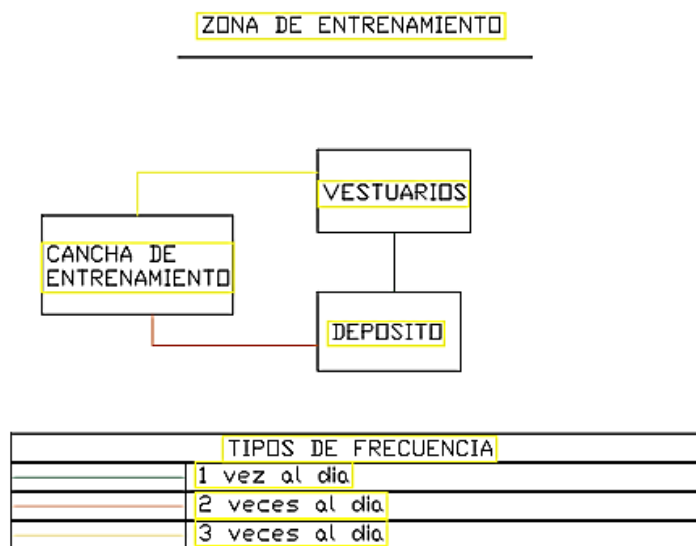 ZONA DE ENTRENAMIENTO
VESTUARIOS
CANCHA DE
ENTRENAMIENTO
DEPOSITO
TIPOS DE FRECUENCIA
1 vez al dia
2 veces al dia
3 veces al dia